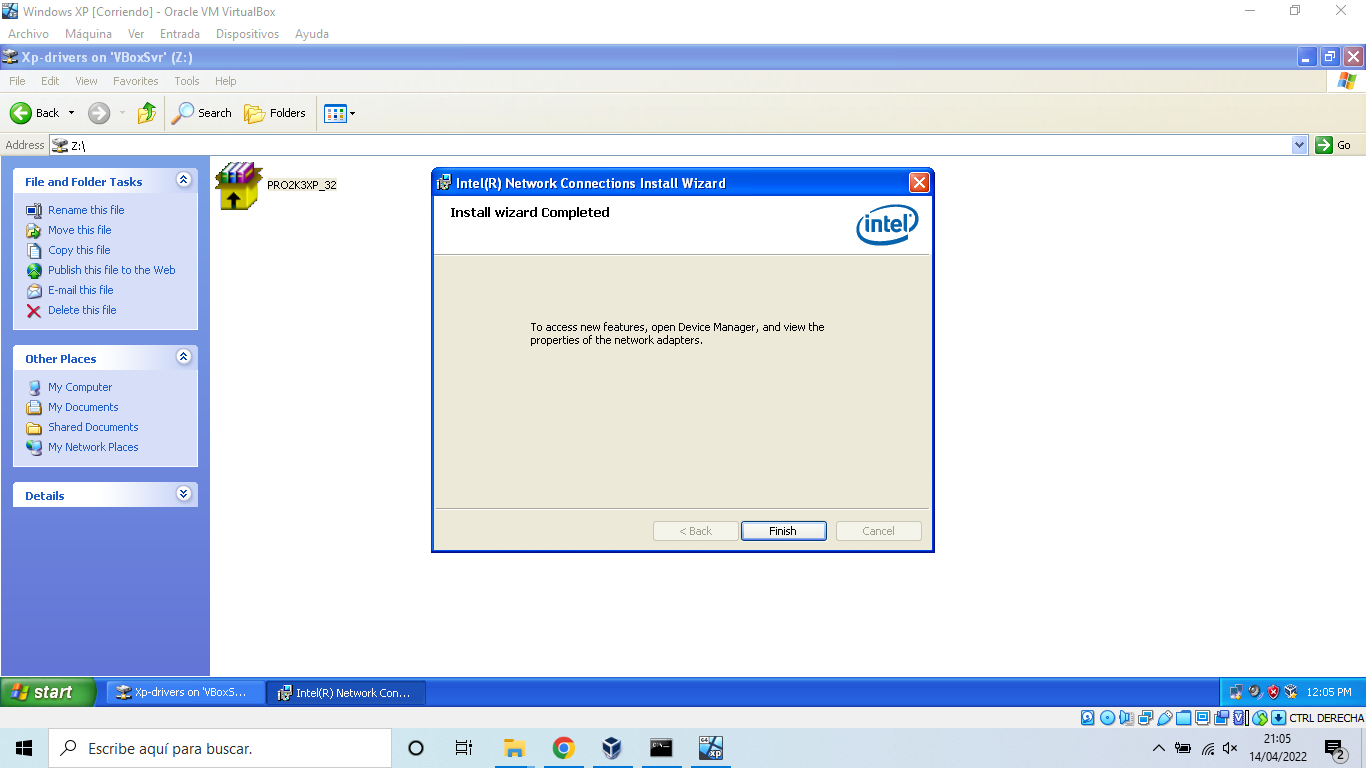 Windows XP [Corriendo] - Oracle VM VirtualBox
Archivo Máquina Ver Entrada Dispositivos Ayuda
Xp-drivers on 'VBoxSvr' (Z:)
File Edit View Favorites Tools Help
Back Search Folders
Address Z:\ Go
File and Folder Tasks
Rename this file
Move this file
Copy this file
Publish this file to the Web
E-mail this file
Delete this file
Other Places
My Computer
My Documents
Shared Documents
My Network Places
Details
PRO2K3XP_32
Intel(R) Network Connections Install Wizard
Install wizard Completed
intel
To access new features, open Device Manager, and view the
properties of the network adapters.
< Back Finish Cancel
start Xp-drivers on 'VBoxS... Intel(R) Network Con... 12:05 PM
CTRL DERECHA
Escribe aquí para buscar.
21:05
14/04/2022
2